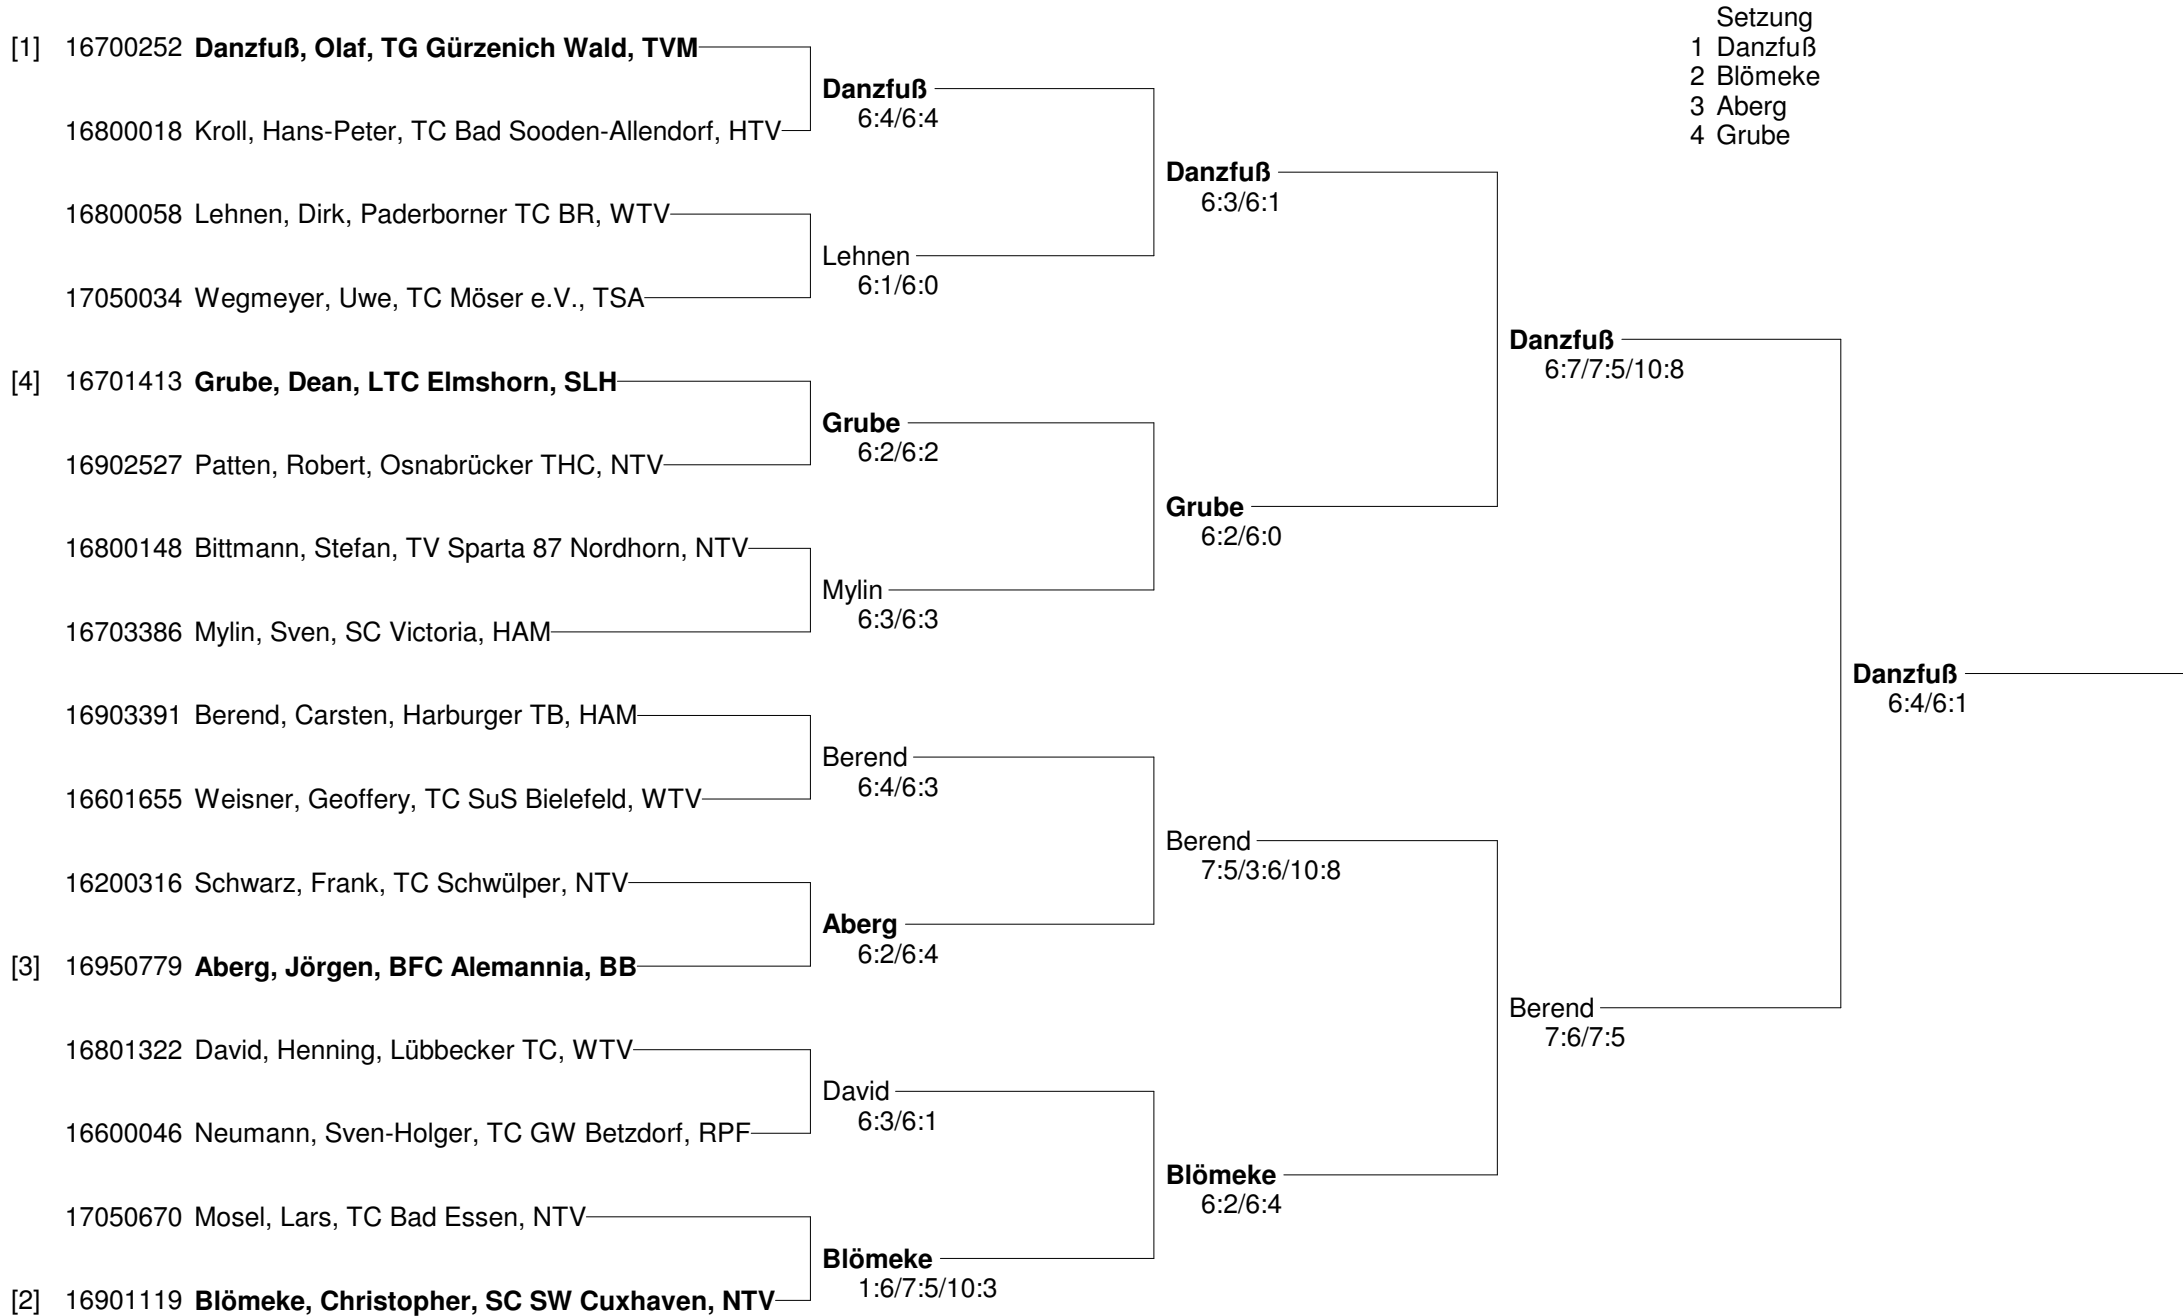 Setzung
1 Danzfuß
2 Blömeke
3 Aberg
4 Grube
[1] 16700252 Danzfuß, Olaf, TG Gürzenich Wald, TVM
16800018 Kroll, Hans-Peter, TC Bad Sooden-Allendorf, HTV
16800058 Lehnen, Dirk, Paderborner TC BR, WTV
17050034 Wegmeyer, Uwe, TC Möser e.V., TSA
[4] 16701413 Grube, Dean, LTC Elmshorn, SLH
16902527 Patten, Robert, Osnabrücker THC, NTV
16800148 Bittmann, Stefan, TV Sparta 87 Nordhorn, NTV
16703386 Mylin, Sven, SC Victoria, HAM
16903391 Berend, Carsten, Harburger TB, HAM
16601655 Weisner, Geoffery, TC SuS Bielefeld, WTV
16200316 Schwarz, Frank, TC Schwülper, NTV
[3] 16950779 Aberg, Jörgen, BFC Alemannia, BB
16801322 David, Henning, Lübbecker TC, WTV
16600046 Neumann, Sven-Holger, TC GW Betzdorf, RPF
17050670 Mosel, Lars, TC Bad Essen, NTV
[2] 16901119 Blömeke, Christopher, SC SW Cuxhaven, NTV
Danzfuß
6:4/6:4
Lehnen
6:1/6:0
Grube
6:2/6:2
Mylin
6:3/6:3
Berend
6:4/6:3
Aberg
6:2/6:4
David
6:3/6:1
Blömeke
1:6/7:5/10:3
Danzfuß
6:3/6:1
Grube
6:2/6:0
Berend
7:5/3:6/10:8
Blömeke
6:2/6:4
Danzfuß
6:7/7:5/10:8
Berend
7:6/7:5
Danzfuß
6:4/6:1